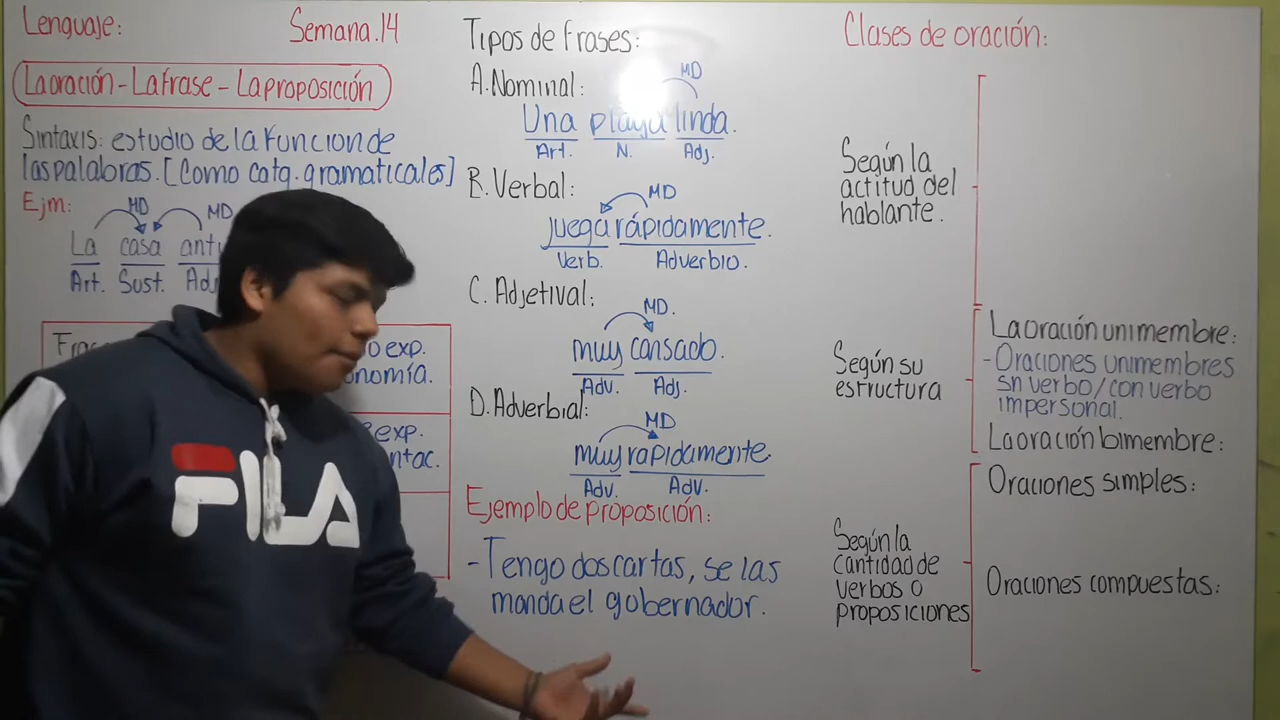 Lenguaje:
Semana.14
La oración - La frase - La proposición
Sintaxis: estudio de la función de
las palabras. [Como catg. gramaticales]
Ejm:
MD
MD
La casa
Art. Sust.
o exp.
onomía.
exp.
ntac.
Tipos de frases:
A. Nominal:
MD
Una playa linda.
Art. N. Adj.
B. Verbal:
MD
juega rápidamente.
Verb. Adverbio.
C. Adjetival:
MD.
muy cansado.
Adv. Adj.
D. Adverbial:
MD
muy rapidamente.
Adv. Adv.
Ejemplo de proposición:
- Tengo dos cartas, se las
manda el gobernador.
Clases de oración:
Según la
actitud del
hablante.
Según su
estructura
La oración unimembre:
- Oraciones unimembres
sn verbo/con verbo
impersonal.
La oración bimembre:
Según la
cantidad de
verbos o
proposiciones
Oraciones simples:
Oraciones compuestas:
FILA